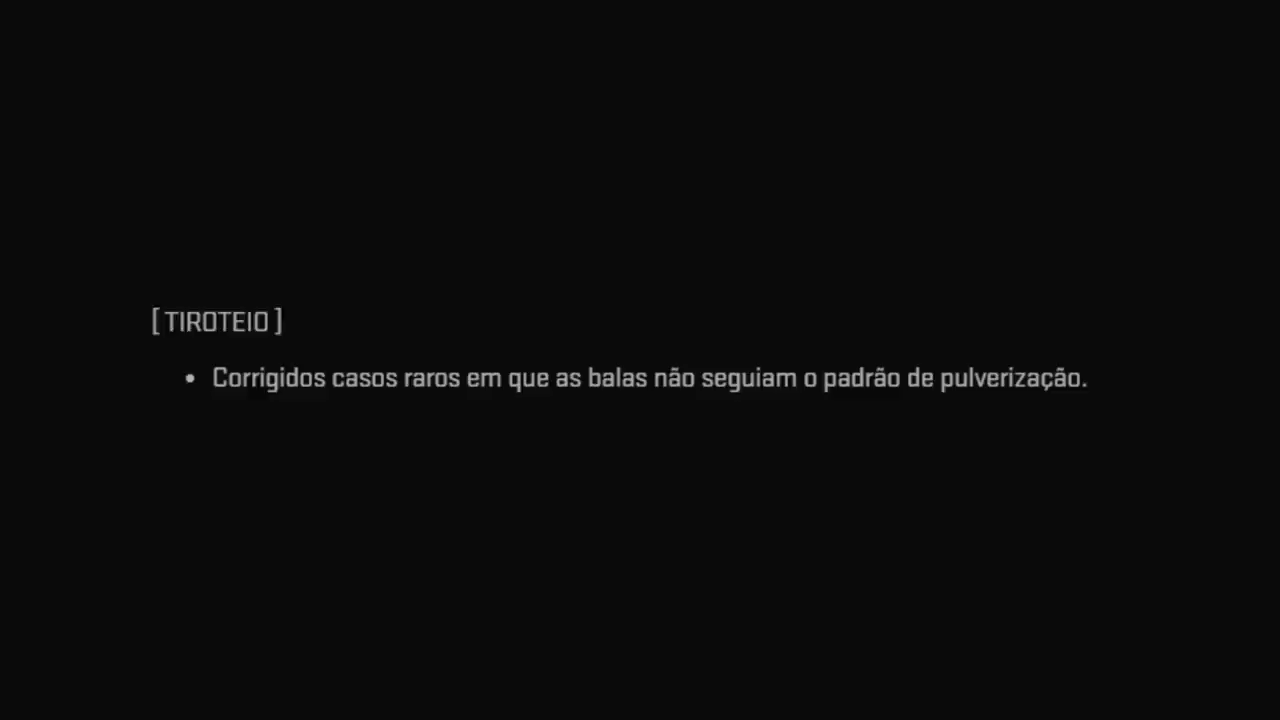 [ TIROTEIO ]
• Corrigidos casos raros em que as balas não seguiam o padrão de pulverização.